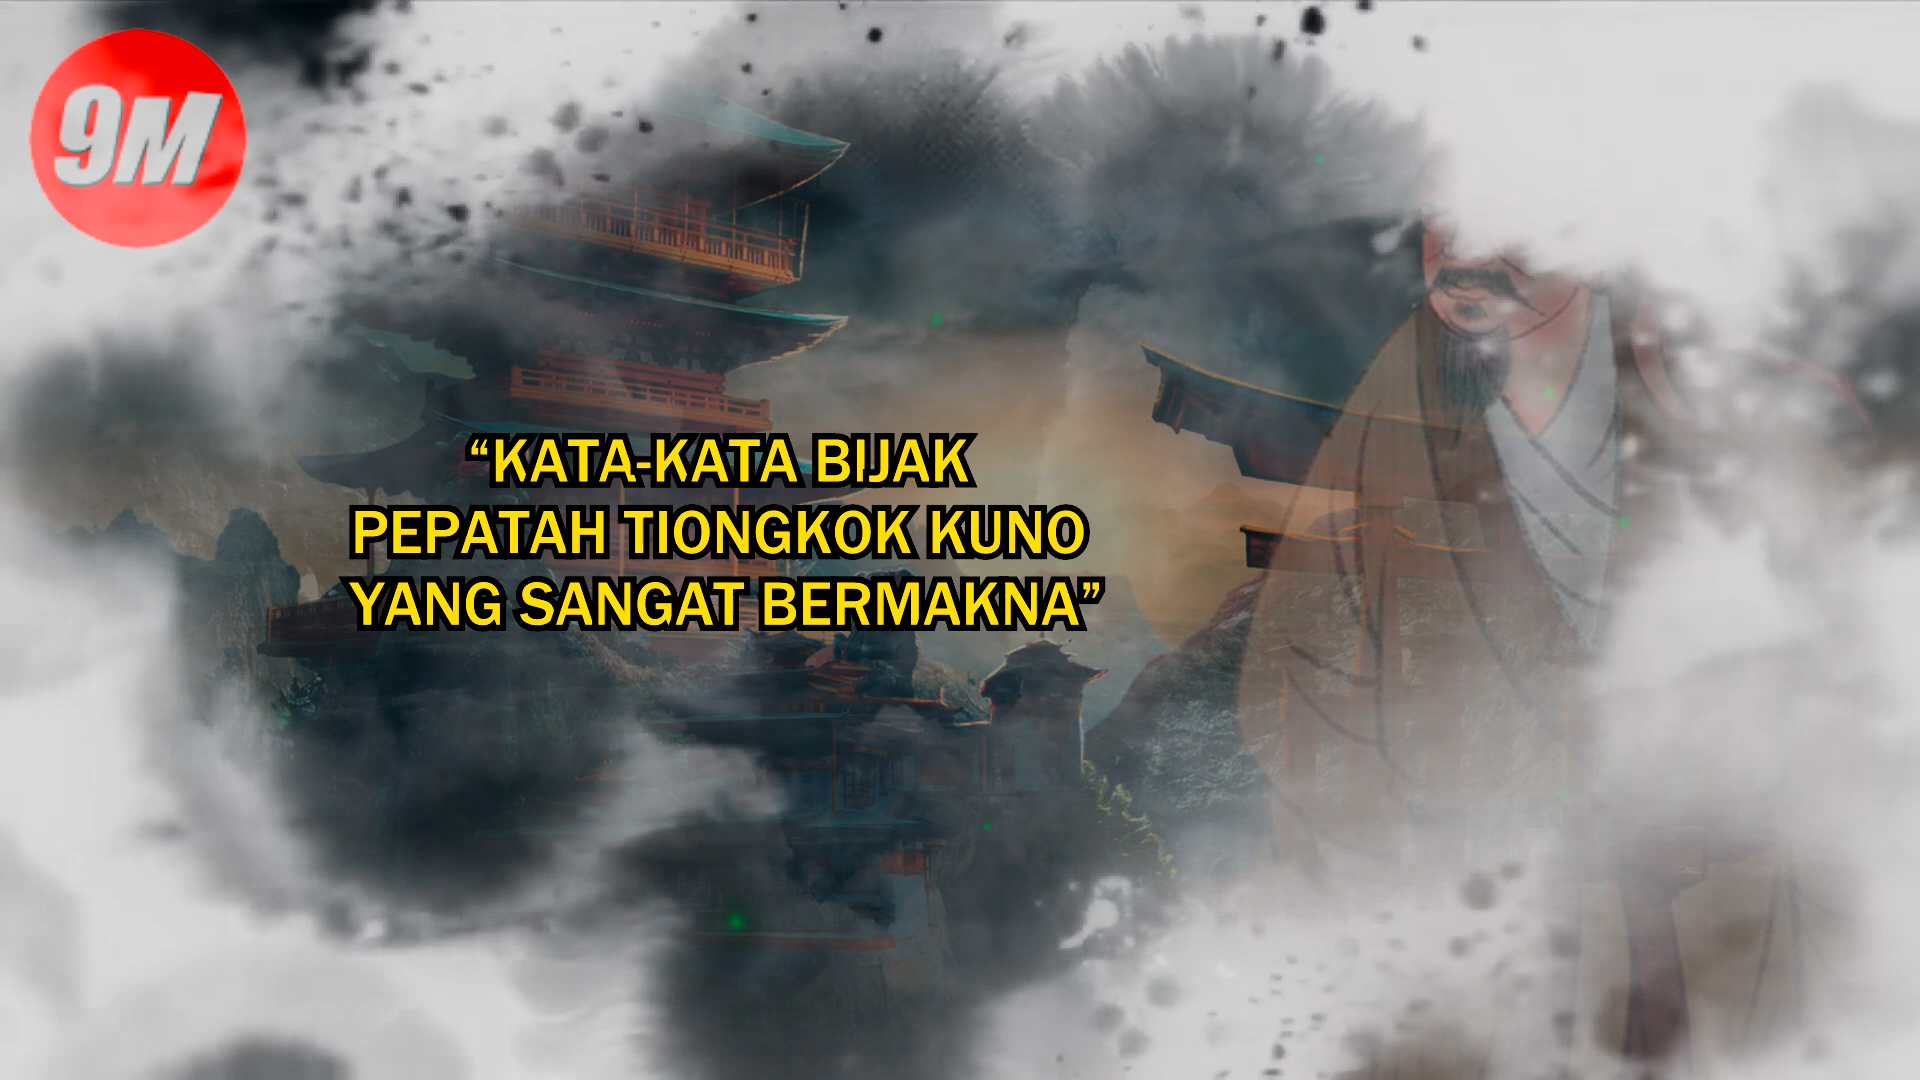 9M
“KATA-KATA BIJAK
PEPATAH TIONGKOK KUNO
YANG SANGAT BERMAKNA”